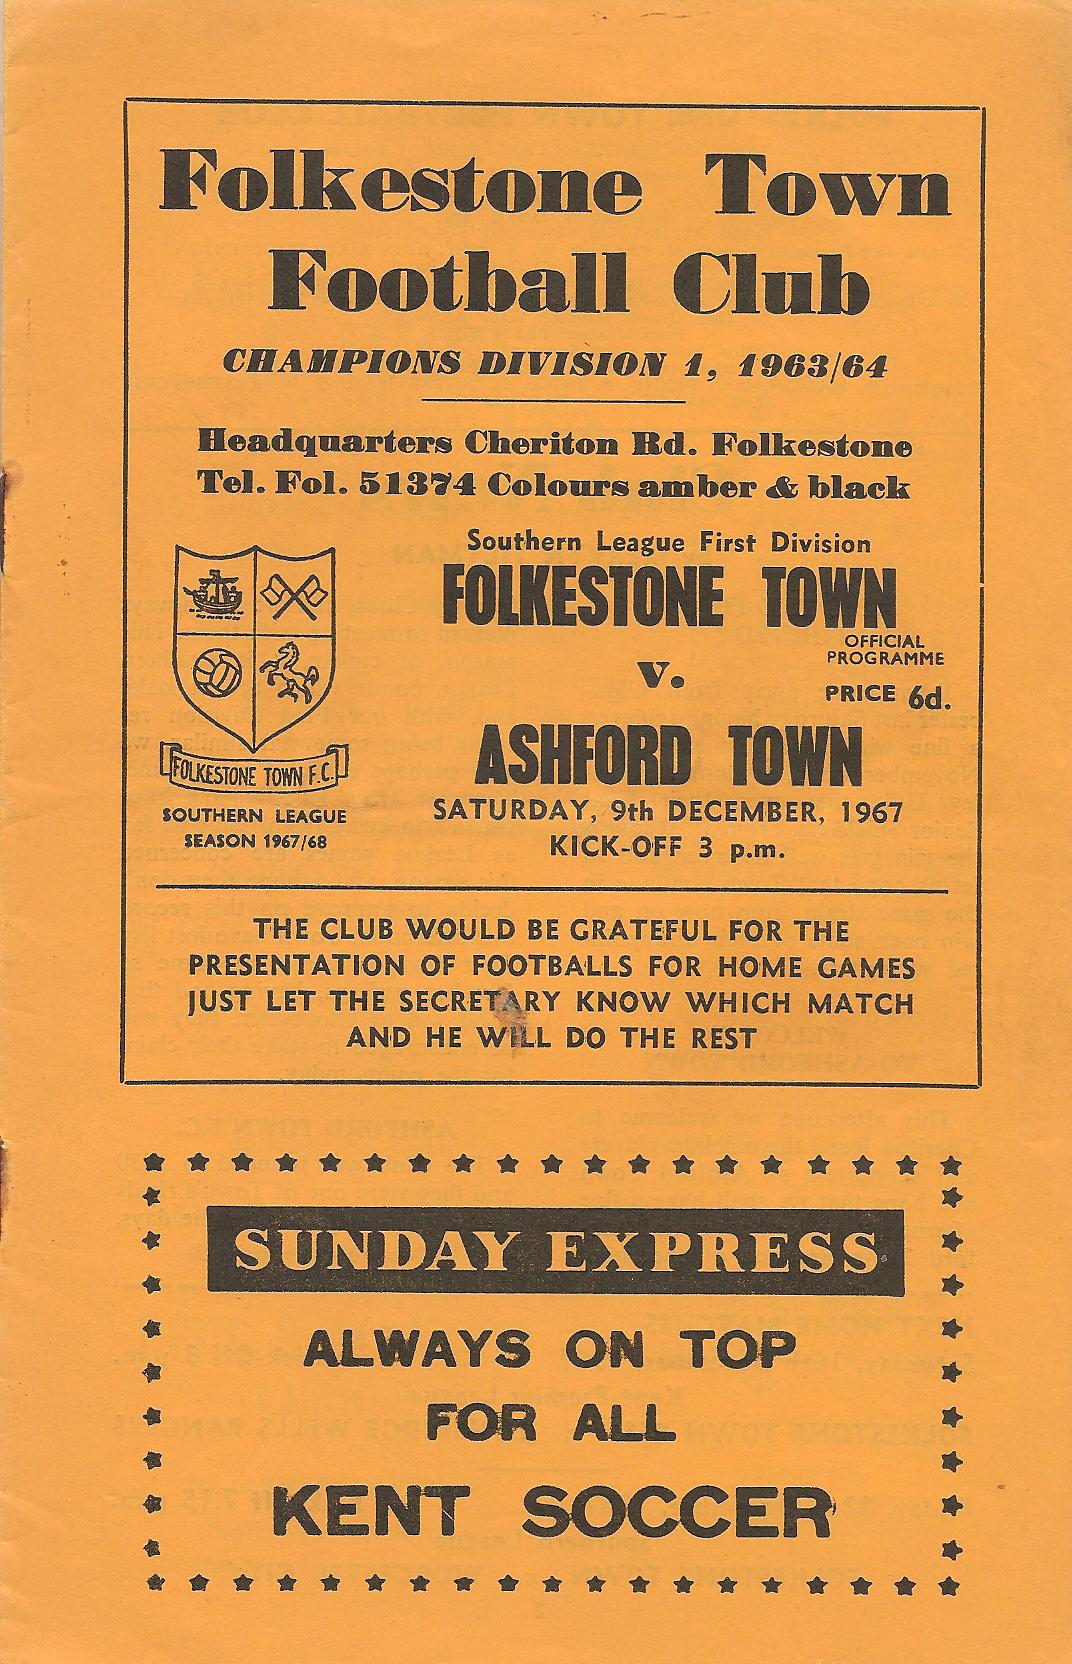 Folkestone Town
Football Club
CHAMPIONS DIVISION 1, 1963/64
Headquarters Cheriton Rd. Folkestone
Tel. Fol. 51374 Colours amber & black
Southern League First Division
FOLKESTONE TOWN
OFFICIAL
PROGRAMME
v.
PRICE 6d.
ASHFORD TOWN
SATURDAY, 9th DECEMBER, 1967
KICK-OFF 3 p.m.
FOLKESTONE TOWN F.C.
SOUTHERN LEAGUE
SEASON 1967/68
THE CLUB WOULD BE GRATEFUL FOR THE
PRESENTATION OF FOOTBALLS FOR HOME GAMES
JUST LET THE SECRETARY KNOW WHICH MATCH
AND HE WILL DO THE REST
SUNDAY EXPRESS
ALWAYS ON TOP
FOR ALL
KENT SOCCER